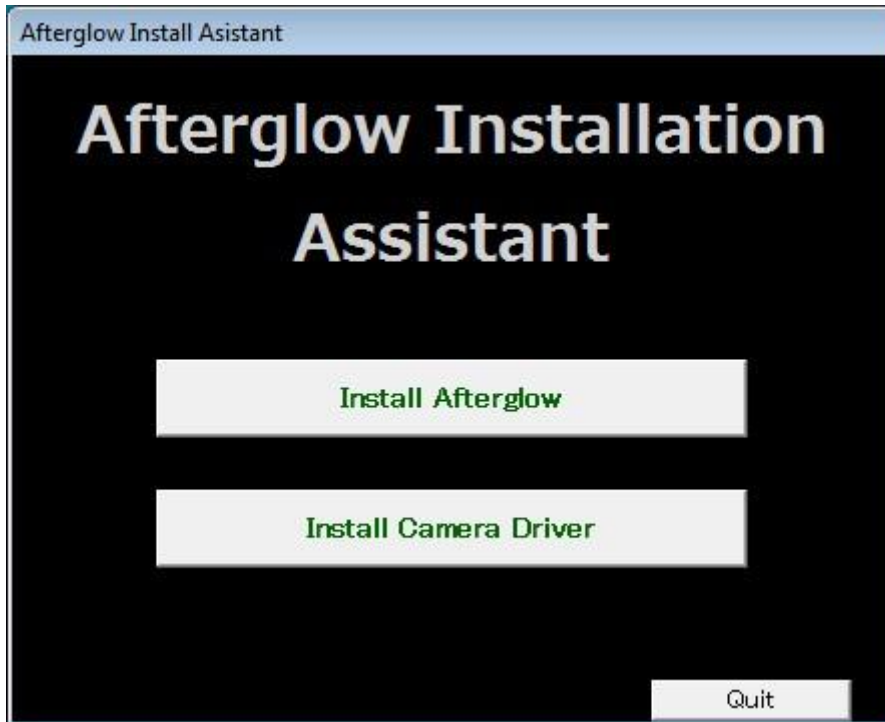 Afterglow Install Asistant
Afterglow Installation
Assistant
Install Afterglow
Install Camera Driver
Quit